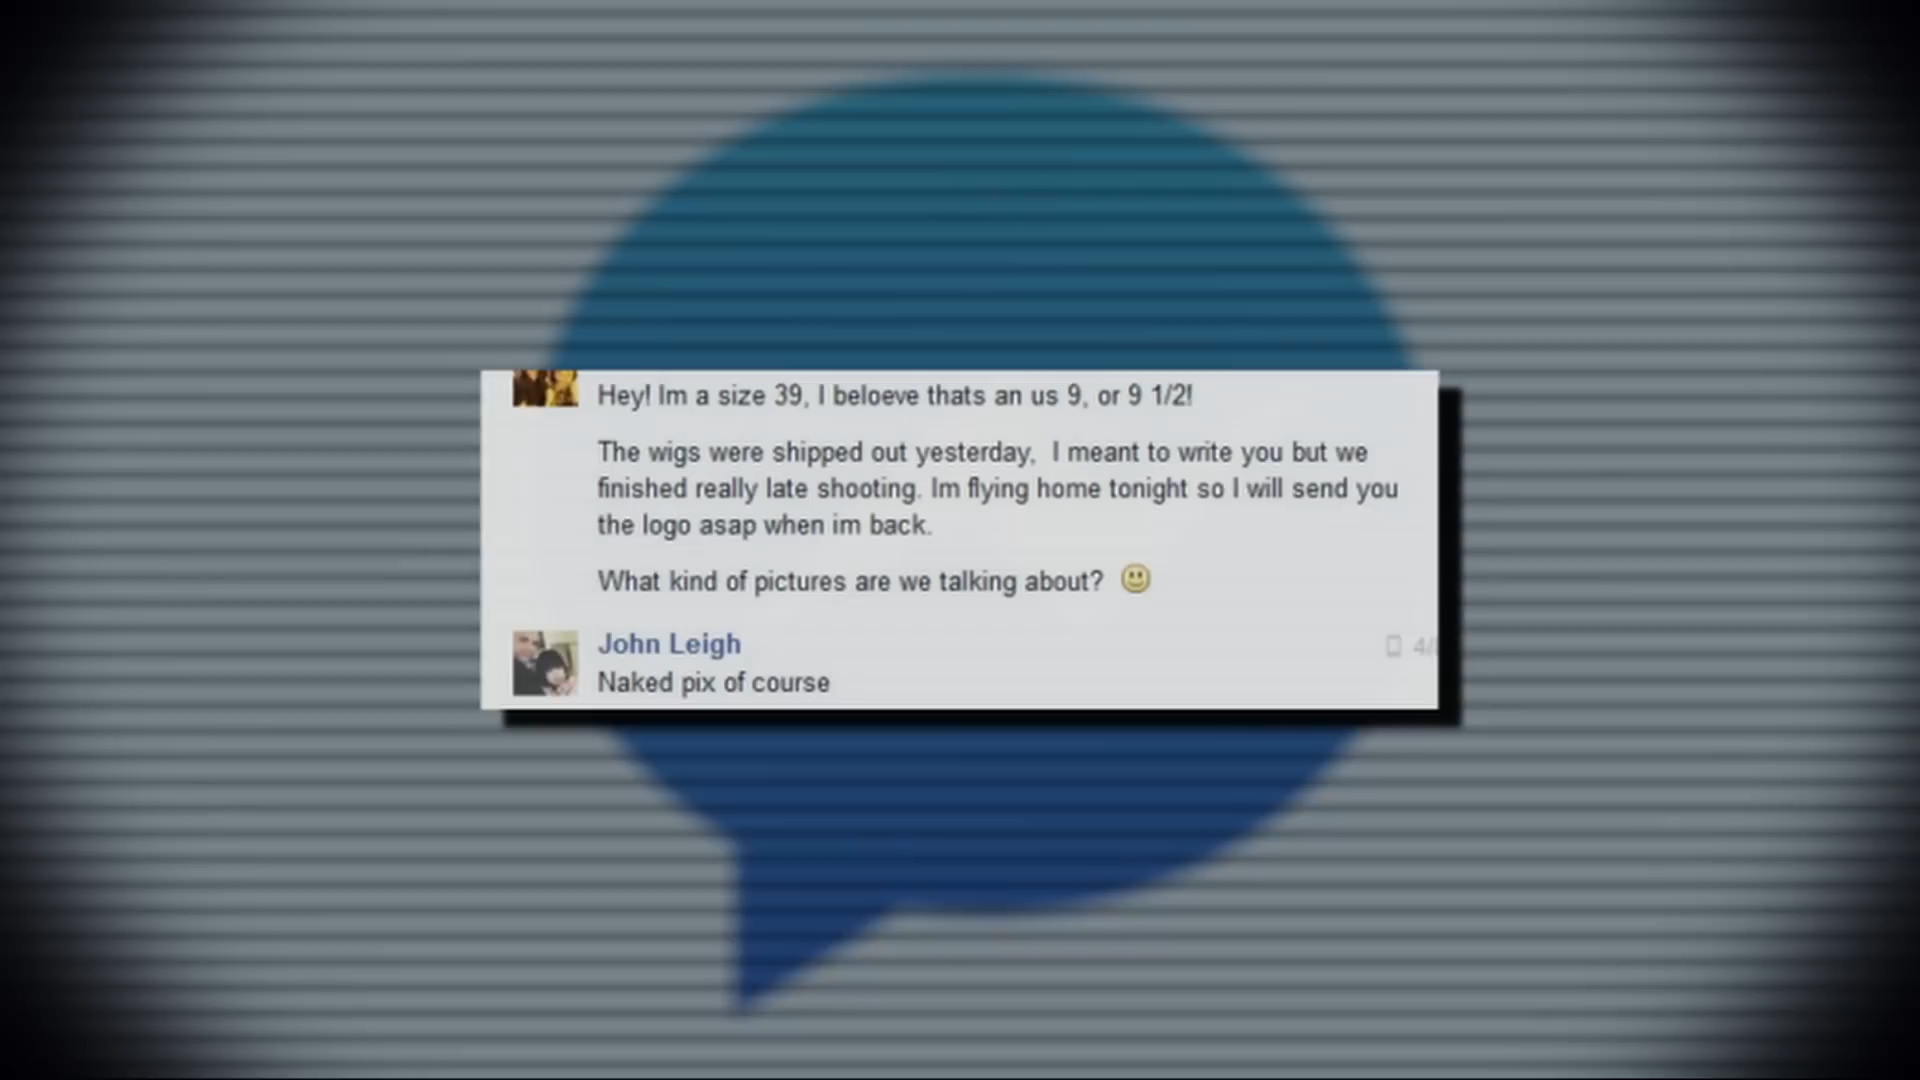 Hey! Im a size 39, I beloeve thats an us 9, or 9 1/2!
The wigs were shipped out yesterday, I meant to write you but we
finished really late shooting. Im flying home tonight so I will send you
the logo asap when im back.
What kind of pictures are we talking about?
John Leigh
4/
Naked pix of course